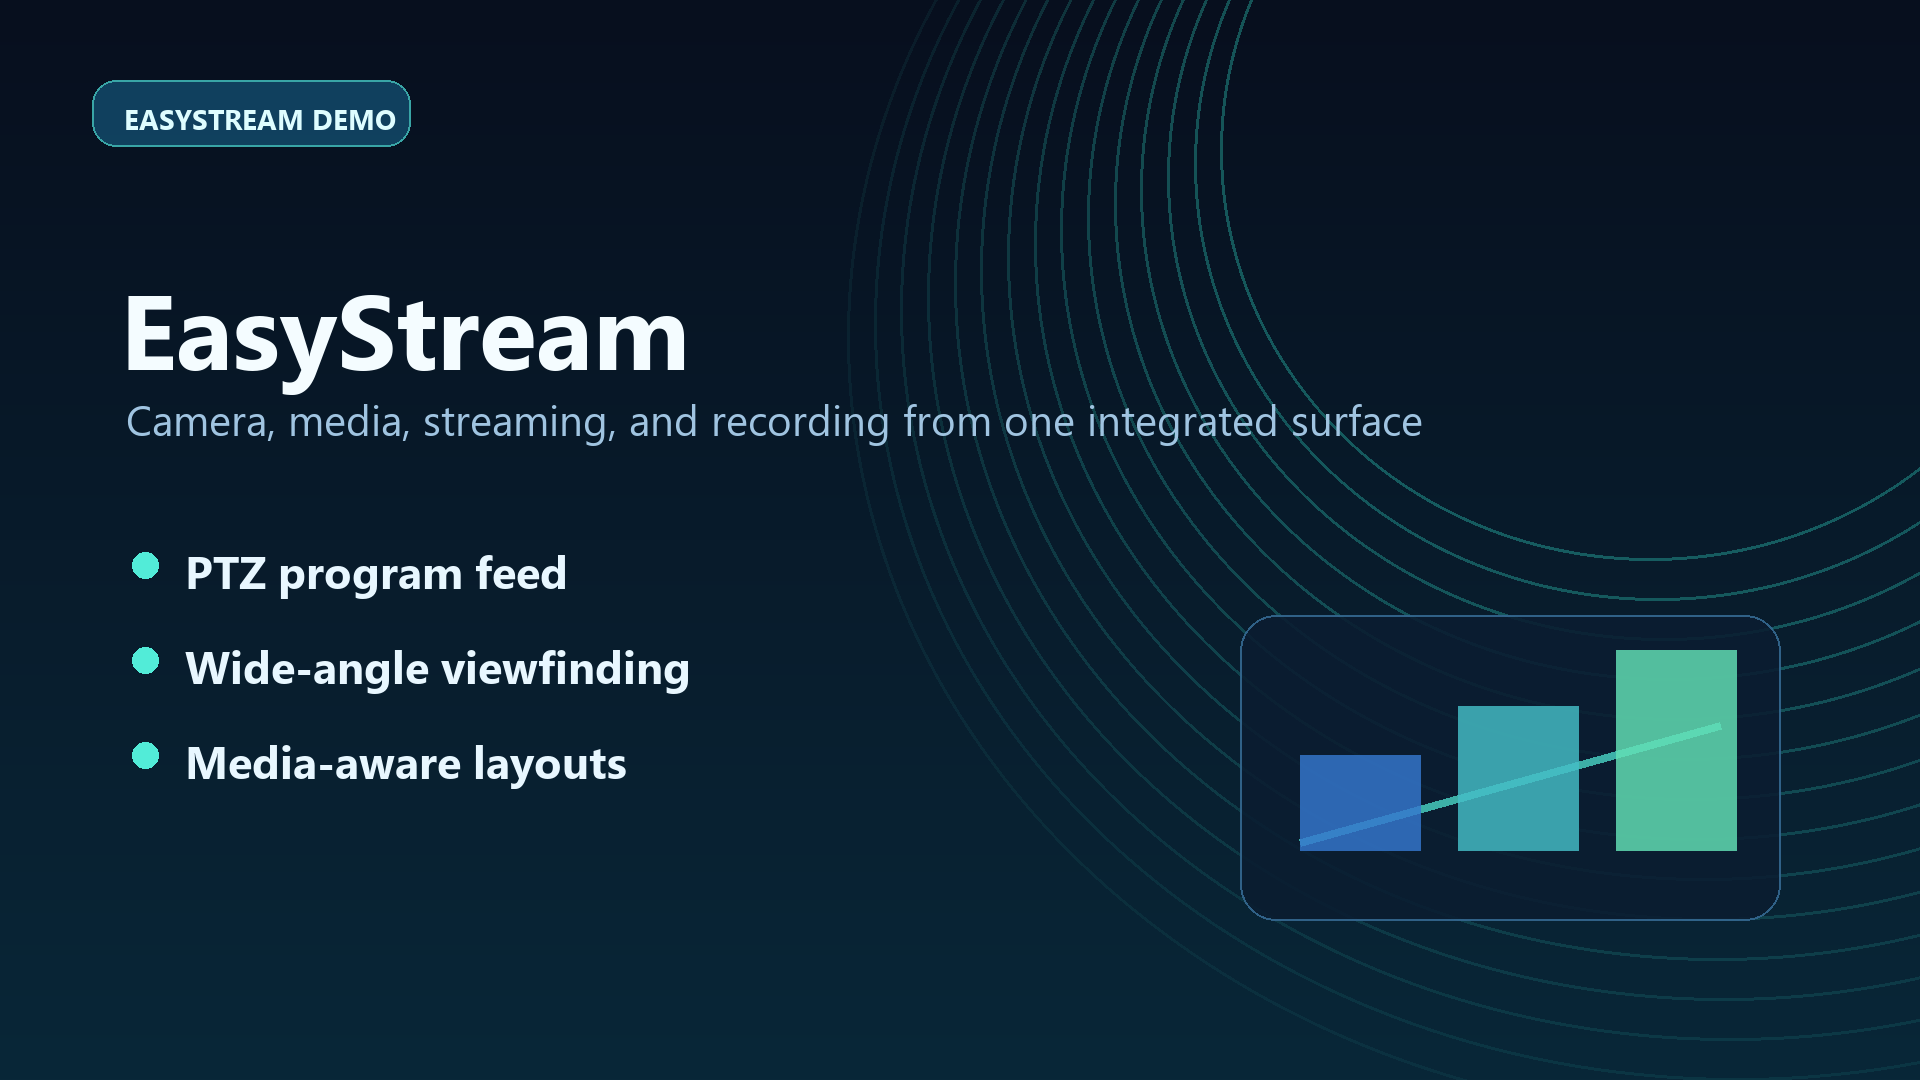 EASYSTREAM DEMO
EasyStream
Camera, media, streaming, and recording from one integrated surface
PTZ program feed
Wide-angle viewfinding
Media-aware layouts